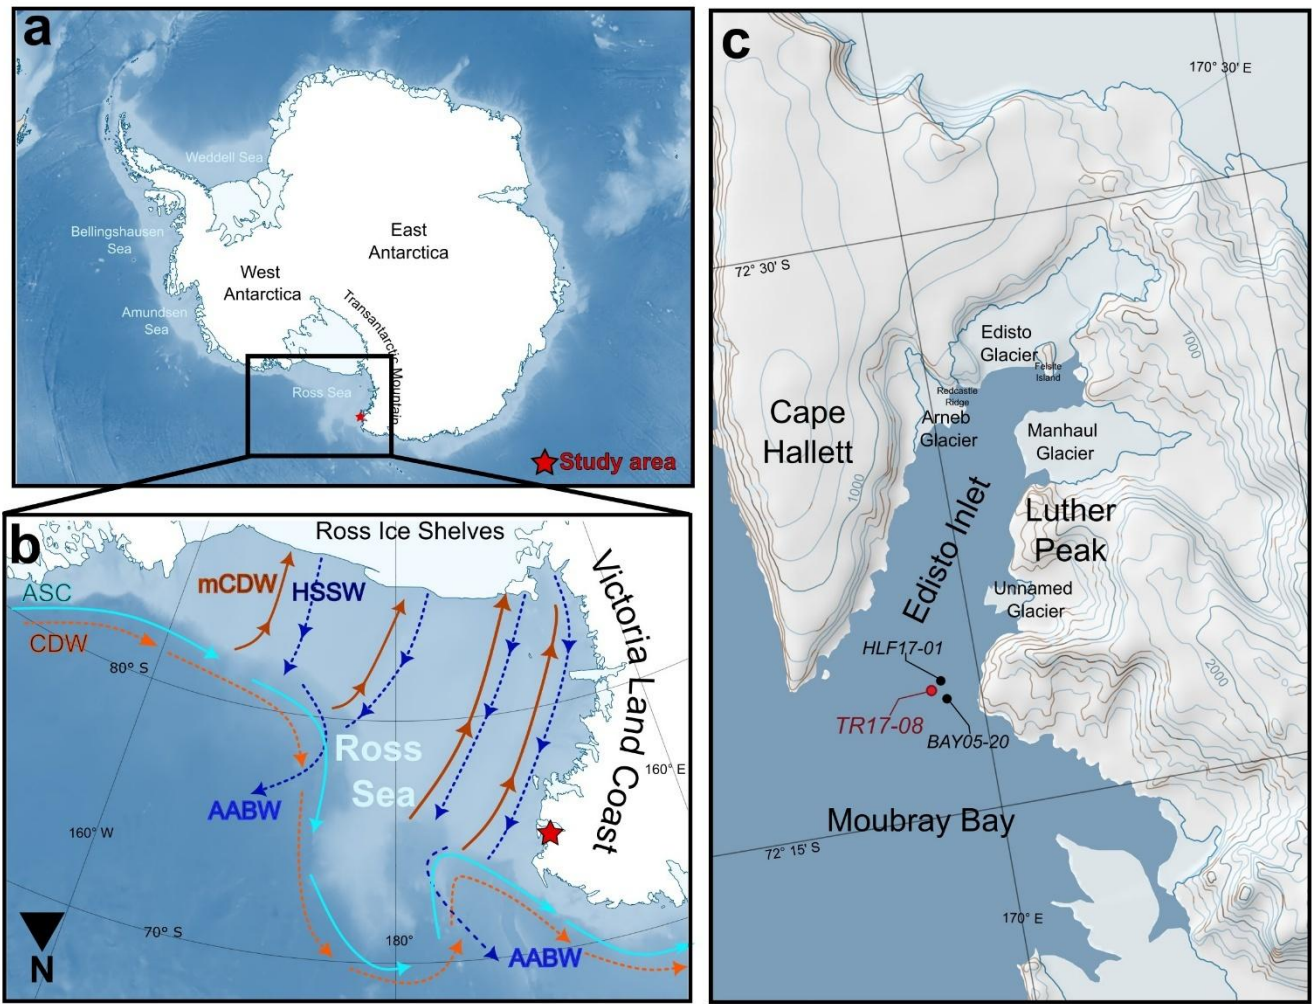 a
Weddell Sea
Bellingshausen
Sea
East
Antarctica
West
Antarctica
Amundsen
Sea
Transantarctic Mountain
Ross Sea
Study area
b
Ross Ice Shelves
ASC
mCDW
HSSW
CDW
80° S
Victoria Land Coast
Ross
Sea
160° E
AABW
160° W
70° S
180°
AABW
N
c
170° 30' E
72° 30' S
Edisto
Glacier
Felsite
Island
1000
Redcastle
Ridge
Arneb
Glacier
Cape
Hallett
Manhaul
Glacier
1000
Luther
Peak
Edisto Inlet
Unnamed
Glacier
HLF17-01
2000
TR17-08
BAY05-20
Moubray Bay
72° 15' S
170° E